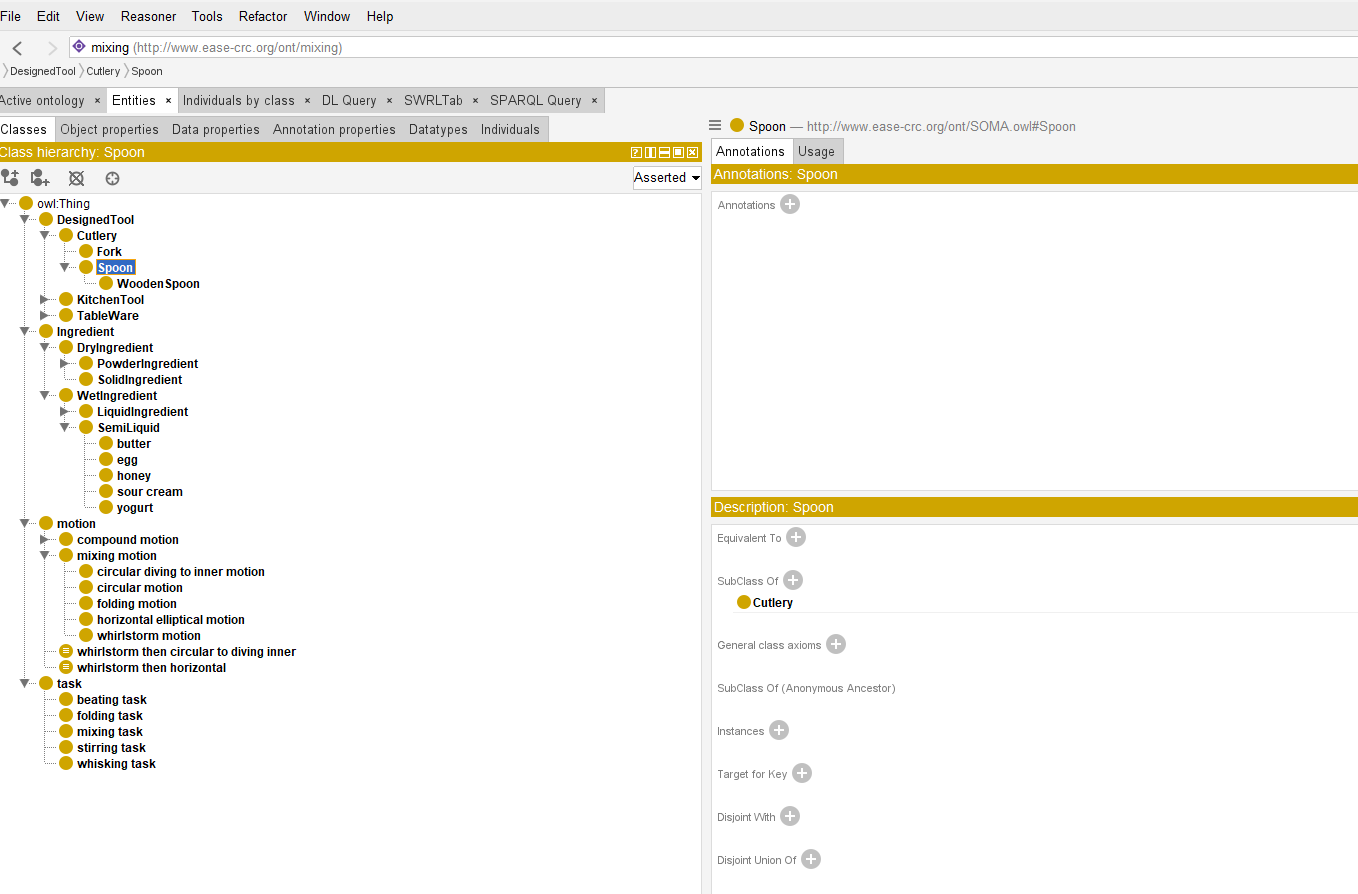 File Edit View Reasoner Tools Refactor Window Help
mixing (http://www.ease-crc.org/ont/mixing)
DesignedTool Cutlery Spoon
Active ontology × Entities × Individuals by class × DL Query × SWRLTab × SPARQL Query ×
Classes Object properties Data properties Annotation properties Datatypes Individuals
Class hierarchy: Spoon
Asserted
owl:Thing
DesignedTool
Cutlery
Fork
Spoon
WoodenSpoon
KitchenTool
TableWare
Ingredient
DryIngredient
PowderIngredient
SolidIngredient
WetIngredient
LiquidIngredient
SemiLiquid
butter
egg
honey
sour cream
yogurt
motion
compound motion
mixing motion
circular diving to inner motion
circular motion
folding motion
horizontal elliptical motion
whirlstorm motion
whirlstorm then circular to diving inner
whirlstorm then horizontal
task
beating task
folding task
mixing task
stirring task
whisking task
Spoon — http://www.ease-crc.org/ont/SOMA.owl#Spoon
Annotations Usage
Annotations: Spoon
Annotations
Description: Spoon
Equivalent To
SubClass Of
Cutlery
General class axioms
SubClass Of (Anonymous Ancestor)
Instances
Target for Key
Disjoint With
Disjoint Union Of